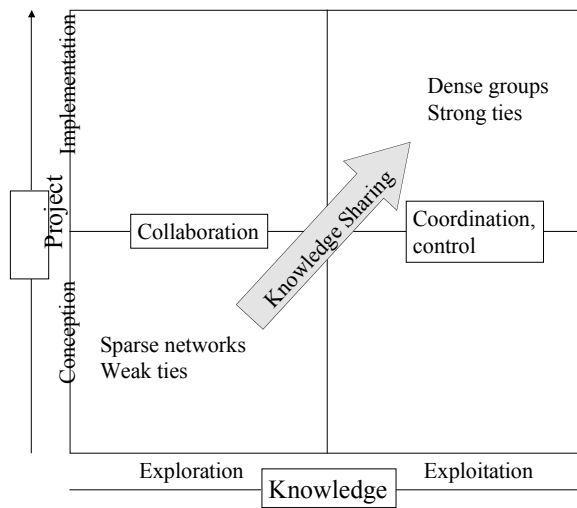 Implementation
Dense groups
Strong ties
Project
Collaboration
Knowledge Sharing
Coordination,
control
Conception
Sparse networks
Weak ties
Exploration
Exploitation
Knowledge